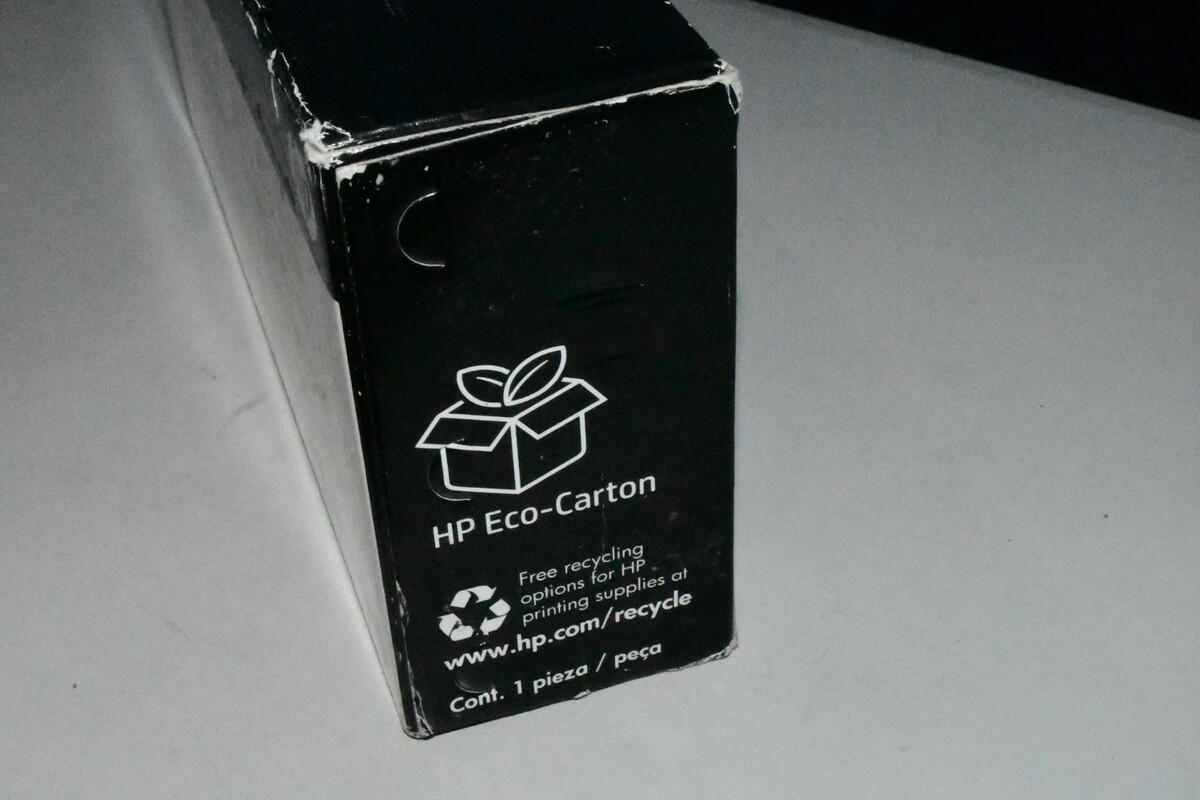 HP Eco-Carton
Free recycling
options for HP
printing supplies at
www.hp.com/recycle
Cont. 1 pieza / peça